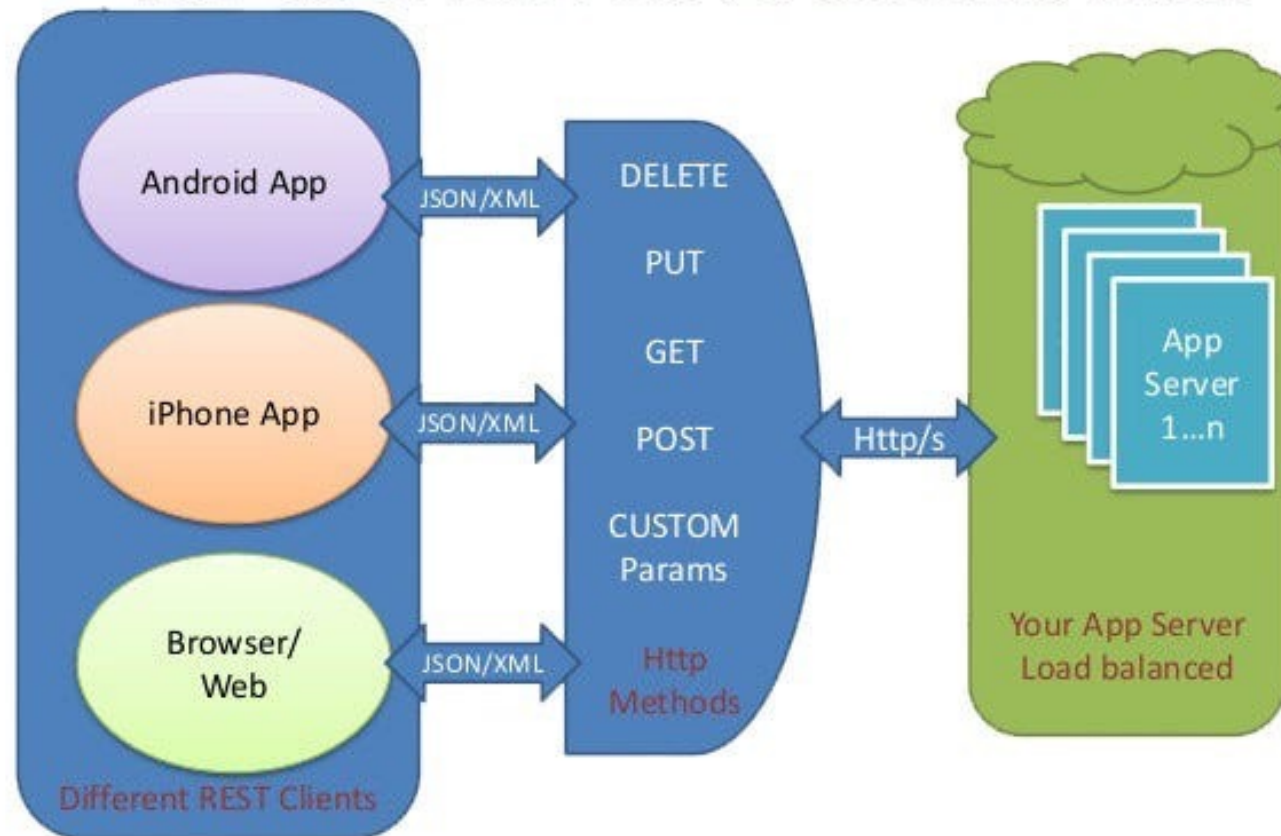 Android App
iPhone App
Browser/
Web
Different REST Clients
JSON/XML
JSON/XML
JSON/XML
DELETE
PUT
GET
POST
CUSTOM
Params
Http
Methods
Http/s
App
Server
1...n
Your App Server
Load balanced